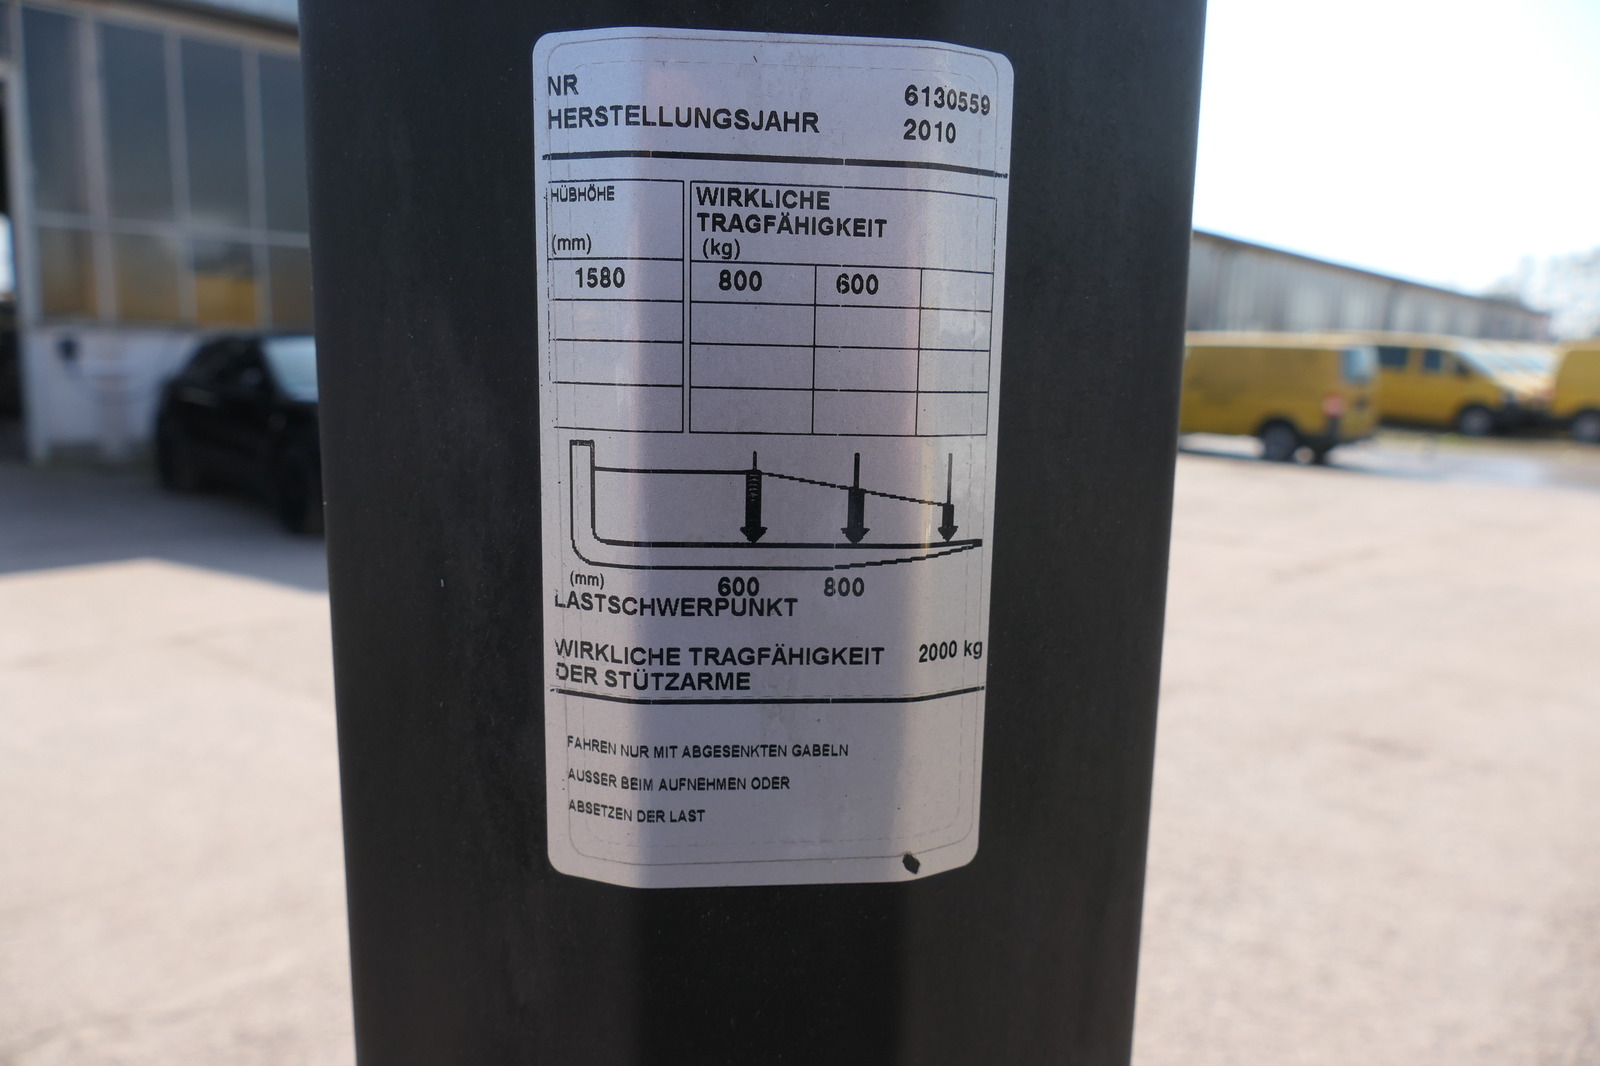 NR 6130559
HERSTELLUNGSJAHR 2010
HÜBHÖHE
(mm)
WIRKLICHE
TRAGFÄHIGKEIT
(kg)
1580 800 600
(mm) 600 800
LASTSCHWERPUNKT
WIRKLICHE TRAGFÄHIGKEIT 2000 kg
DER STÜTZARME
FAHREN NUR MIT ABGESENKTEN GABELN
AUSSER BEIM AUFNEHMEN ODER
ABSETZEN DER LAST